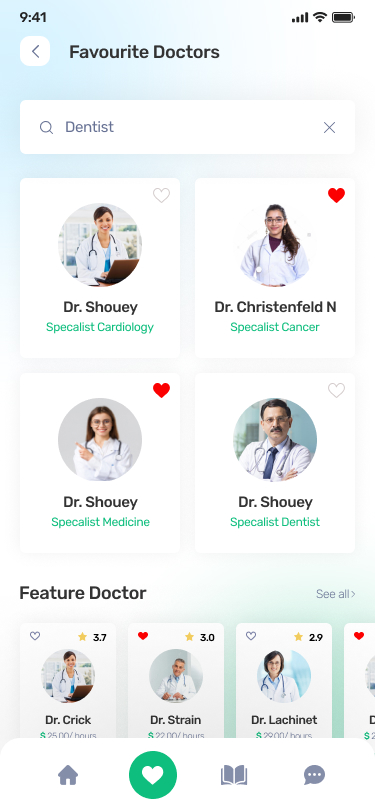 9:41
Favourite Doctors
Dentist
Dr. Shouey
Specalist Cardiology
Dr. Christenfeld N
Specalist Cancer
Dr. Shouey
Specalist Medicine
Dr. Shouey
Specalist Dentist
Feature Doctor
See all
3.7
3.0
2.9
Dr. Crick
Dr. Strain
Dr. Lachinet
$ 25.00/ hours
$ 22.00/ hours
$ 29.00/ hours